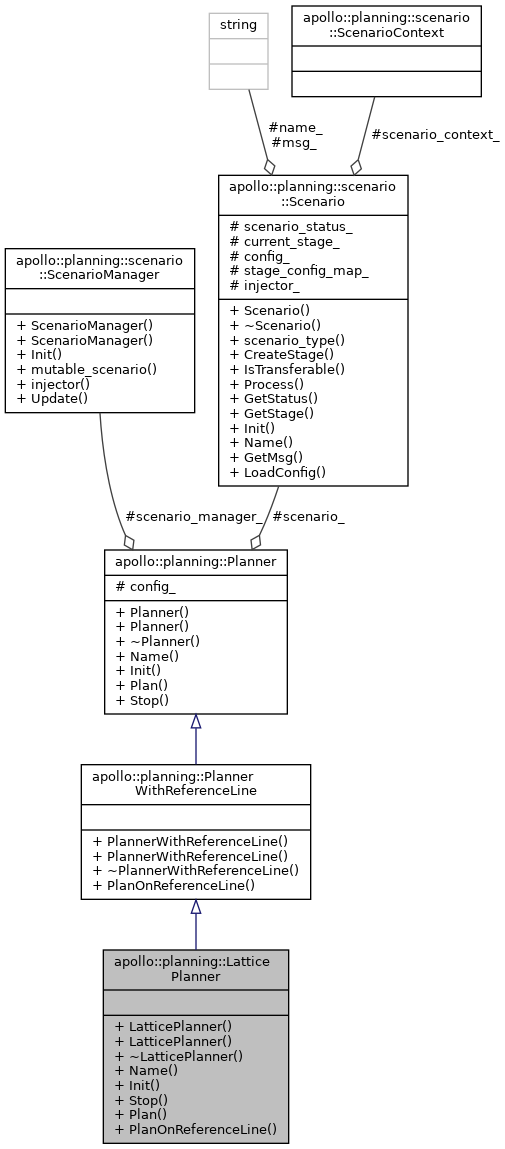 string
apollo::planning::scenario
::ScenarioContext
#name_
#msg_
#scenario_context_
apollo::planning::scenario
::Scenario
# scenario_status_
# current_stage_
# config_
# stage_config_map_
# injector_
+ Scenario()
+ ~Scenario()
+ scenario_type()
+ CreateStage()
+ IsTransferable()
+ Process()
+ GetStatus()
+ GetStage()
+ Init()
+ Name()
+ GetMsg()
+ LoadConfig()
apollo::planning::scenario
::ScenarioManager
+ ScenarioManager()
+ ScenarioManager()
+ Init()
+ mutable_scenario()
+ injector()
+ Update()
#scenario_manager_
#scenario_
apollo::planning::Planner
# config_
+ Planner()
+ Planner()
+ ~Planner()
+ Name()
+ Init()
+ Plan()
+ Stop()
apollo::planning::Planner
WithReferenceLine
+ PlannerWithReferenceLine()
+ PlannerWithReferenceLine()
+ ~PlannerWithReferenceLine()
+ PlanOnReferenceLine()
apollo::planning::Lattice
Planner
+ LatticePlanner()
+ LatticePlanner()
+ ~LatticePlanner()
+ Name()
+ Init()
+ Stop()
+ Plan()
+ PlanOnReferenceLine()